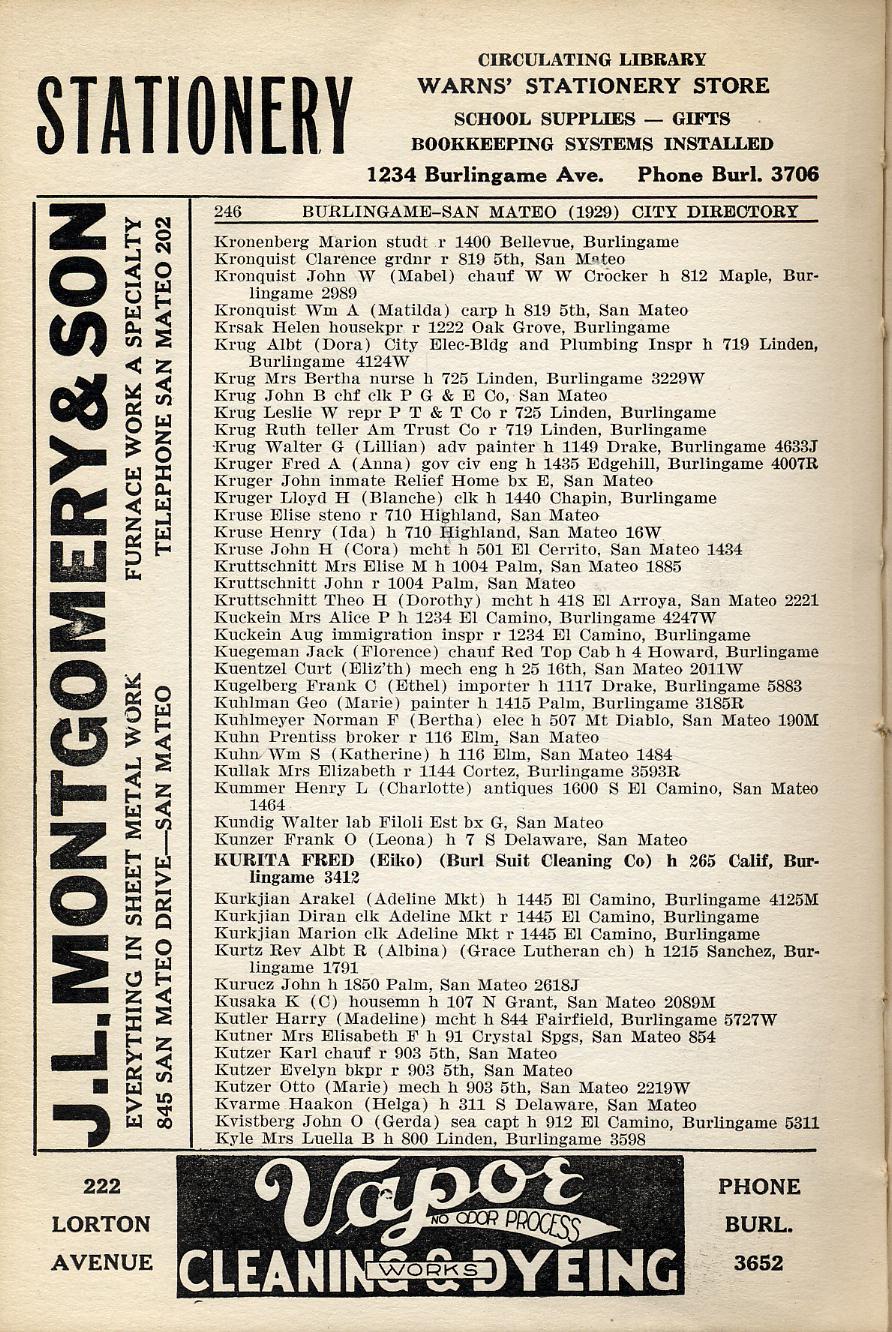 STATIONERY
CIRCULATING LIBRARY
WARNS' STATIONERY STORE
SCHOOL SUPPLIES — GIFTS
BOOKKEEPING SYSTEMS INSTALLED
1234 Burlingame Ave. Phone Burl. 3706
J.L. MONTGOMERY & SON
EVERYTHING IN SHEET METAL WORK FURNACE WORK A SPECIALTY
845 SAN MATEO DRIVE—SAN MATEO TELEPHONE SAN MATEO 202
246 BURLINGAME–SAN MATEO (1929) CITY DIRECTORY
Kronenberg Marion studt r 1400 Bellevue, Burlingame
Kronquist Clarence grdnr r 819 5th, San Mateo
Kronquist John W (Mabel) chauf W W Crocker h 812 Maple, Bur-
lingame 2989
Kronquist Wm A (Matilda) carp h 819 5th, San Mateo
Krsak Helen housekpr r 1222 Oak Grove, Burlingame
Krug Albt (Dora) City Elec-Bldg and Plumbing Inspr h 719 Linden,
Burlingame 4124W
Krug Mrs Bertha nurse h 725 Linden, Burlingame 3229W
Krug John B chf clk P G & E Co, San Mateo
Krug Leslie W repr P T & T Co r 725 Linden, Burlingame
Krug Ruth teller Am Trust Co r 719 Linden, Burlingame
Krug Walter G (Lillian) adv painter h 1149 Drake, Burlingame 4633J
Kruger Fred A (Anna) gov civ eng h 1435 Edgehill, Burlingame 4007R
Kruger John inmate Relief Home bx E, San Mateo
Kruger Lloyd H (Blanche) clk h 1440 Chapin, Burlingame
Kruse Elise steno r 710 Highland, San Mateo
Kruse Henry (Ida) h 710 Highland, San Mateo 16W
Kruse John H (Cora) mcht h 501 El Cerrito, San Mateo 1434
Kruttschnitt Mrs Elise M h 1004 Palm, San Mateo 1885
Kruttschnitt John r 1004 Palm, San Mateo
Kruttschnitt Theo H (Dorothy) mcht h 418 El Arroya, San Mateo 2221
Kuckein Mrs Alice P h 1234 El Camino, Burlingame 4247W
Kuckein Aug immigration inspr r 1234 El Camino, Burlingame
Kuegeman Jack (Florence) chauf Red Top Cab h 4 Howard, Burlingame
Kuentzel Curt (Eliz'th) mech eng h 25 16th, San Mateo 2011W
Kugelberg Frank C (Ethel) importer h 1117 Drake, Burlingame 5883
Kuhlman Geo (Marie) painter h 1415 Palm, Burlingame 3185R
Kuhlmeyer Norman F (Bertha) elec h 507 Mt Diablo, San Mateo 190M
Kuhn Prentiss broker r 116 Elm, San Mateo
Kuhn Wm S (Katherine) h 116 Elm, San Mateo 1484
Kullak Mrs Elizabeth r 1144 Cortez, Burlingame 3593R
Kummer Henry L (Charlotte) antiques 1600 S El Camino, San Mateo
1464
Kundig Walter lab Filoli Est bx G, San Mateo
Kunzer Frank O (Leona) h 7 S Delaware, San Mateo
KURITA FRED (Eiko) (Burl Suit Cleaning Co) h 265 Calif, Bur-
lingame 3412
Kurkjian Arakel (Adeline Mkt) h 1445 El Camino, Burlingame 4125M
Kurkjian Diran clk Adeline Mkt r 1445 El Camino, Burlingame
Kurkjian Marion clk Adeline Mkt r 1445 El Camino, Burlingame
Kurtz Rev Albt R (Albina) (Grace Lutheran ch) h 1215 Sanchez, Bur-
lingame 1791
Kurucz John h 1850 Palm, San Mateo 2618J
Kusaka K (C) housemn h 107 N Grant, San Mateo 2089M
Kutler Harry (Madeline) mcht h 844 Fairfield, Burlingame 5727W
Kutner Mrs Elisabeth F h 91 Crystal Spgs, San Mateo 854
Kutzer Karl chauf r 903 5th, San Mateo
Kutzer Evelyn bkpr r 903 5th, San Mateo
Kutzer Otto (Marie) mech h 903 5th, San Mateo 2219W
Kvarme Haakon (Helga) h 311 S Delaware, San Mateo
Kvistberg John O (Gerda) sea capt h 912 El Camino, Burlingame 5311
Kyle Mrs Luella B h 800 Linden, Burlingame 3598
222
LORTON
AVENUE
Vapor
NO ODOR PROCESS
CLEANING & DYEING
WORKS
PHONE
BURL.
3652